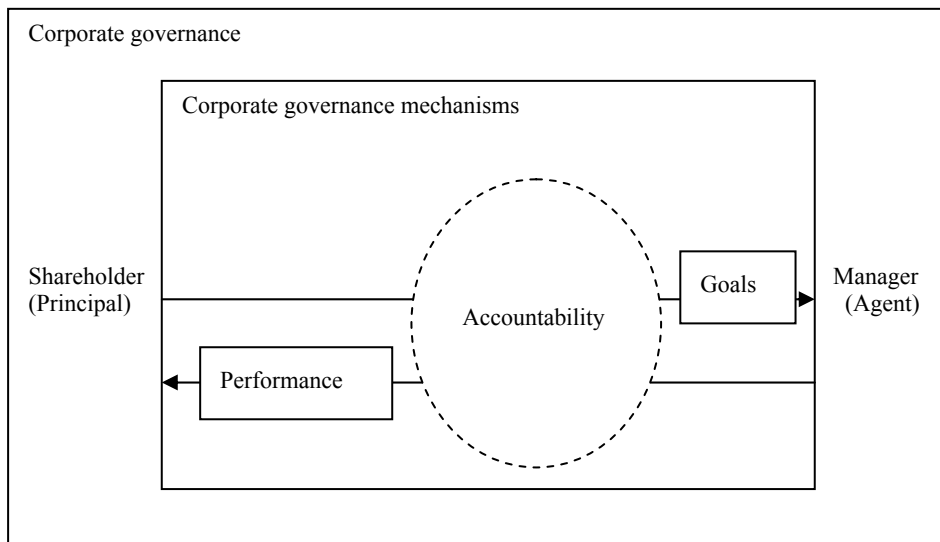 Corporate governance
Corporate governance mechanisms
Shareholder
(Principal)
Goals
Manager
(Agent)
Accountability
Performance